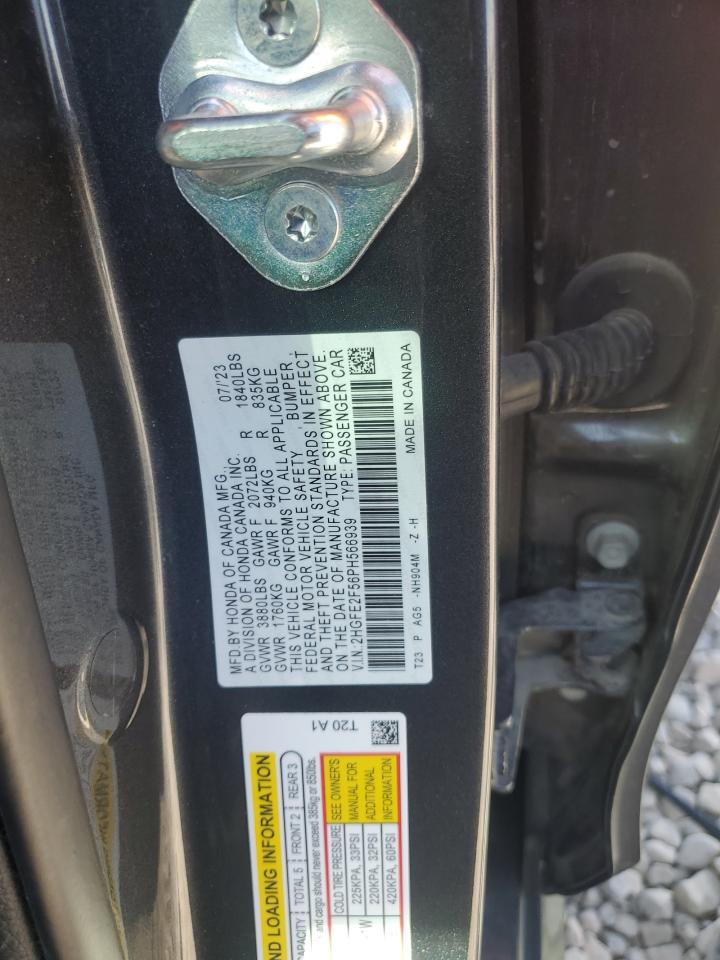 MFD.BY HONDA OF CANADA MFG., 07/'23
A DIVISION OF HONDA CANADA INC.
GVWR 3880LBS GAWR F 2072LBS R 1840LBS
GVWR 1760KG GAWR F 940KG R 835KG
THIS VEHICLE CONFORMS TO ALL APPLICABLE
FEDERAL MOTOR VEHICLE SAFETY, BUMPER,
AND THEFT PREVENTION STANDARDS IN EFFECT
ON THE DATE OF MANUFACTURE SHOWN ABOVE.
V.I.N. 2HGFE2F56PH566939 TYPE: PASSENGER CAR
T23 P AG5 -NH904M -Z -H MADE IN CANADA
ND LOADING INFORMATION T20 A1
CAPACITY TOTAL 5 FRONT 2 REAR 3
and cargo should never exceed 385kg or 850lbs.
COLD TIRE PRESSURE SEE OWNER'S
225KPA, 33PSI MANUAL FOR
W 220KPA, 32PSI ADDITIONAL
420KPA, 60PSI INFORMATION